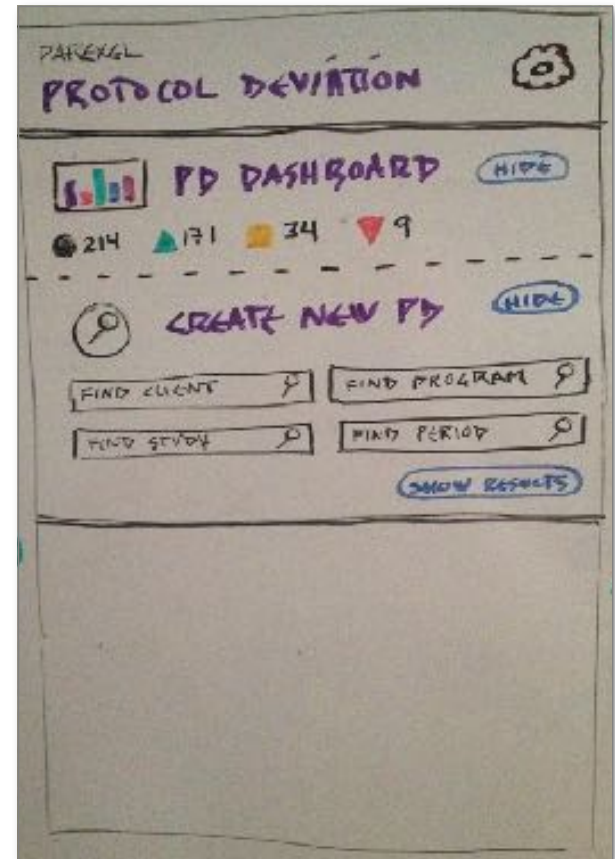 PAREXEL
PROTOCOL DEVIATION
PD DASHBOARD HIDE
214 171 34 9
CREATE NEW PD HIDE
FIND CLIENT FIND PROGRAM
FIND STUDY FIND PERIOD
SHOW RESULTS